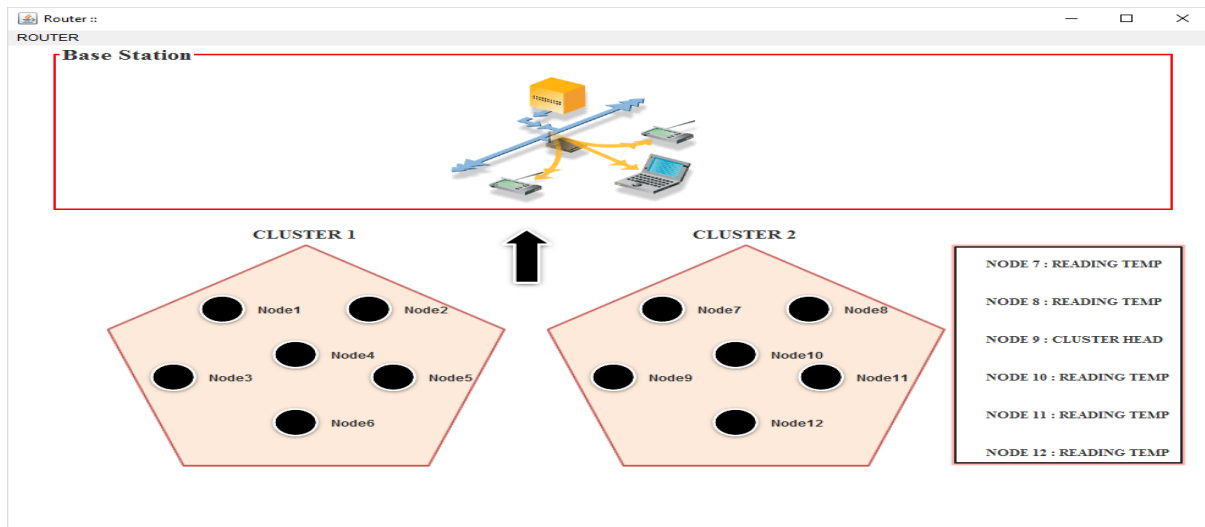 Router ::
ROUTER
Base Station
CLUSTER 1
CLUSTER 2
Node1
Node2
Node3
Node4
Node5
Node6
Node7
Node8
Node9
Node10
Node11
Node12
NODE 7 : READING TEMP
NODE 8 : READING TEMP
NODE 9 : CLUSTER HEAD
NODE 10 : READING TEMP
NODE 11 : READING TEMP
NODE 12 : READING TEMP